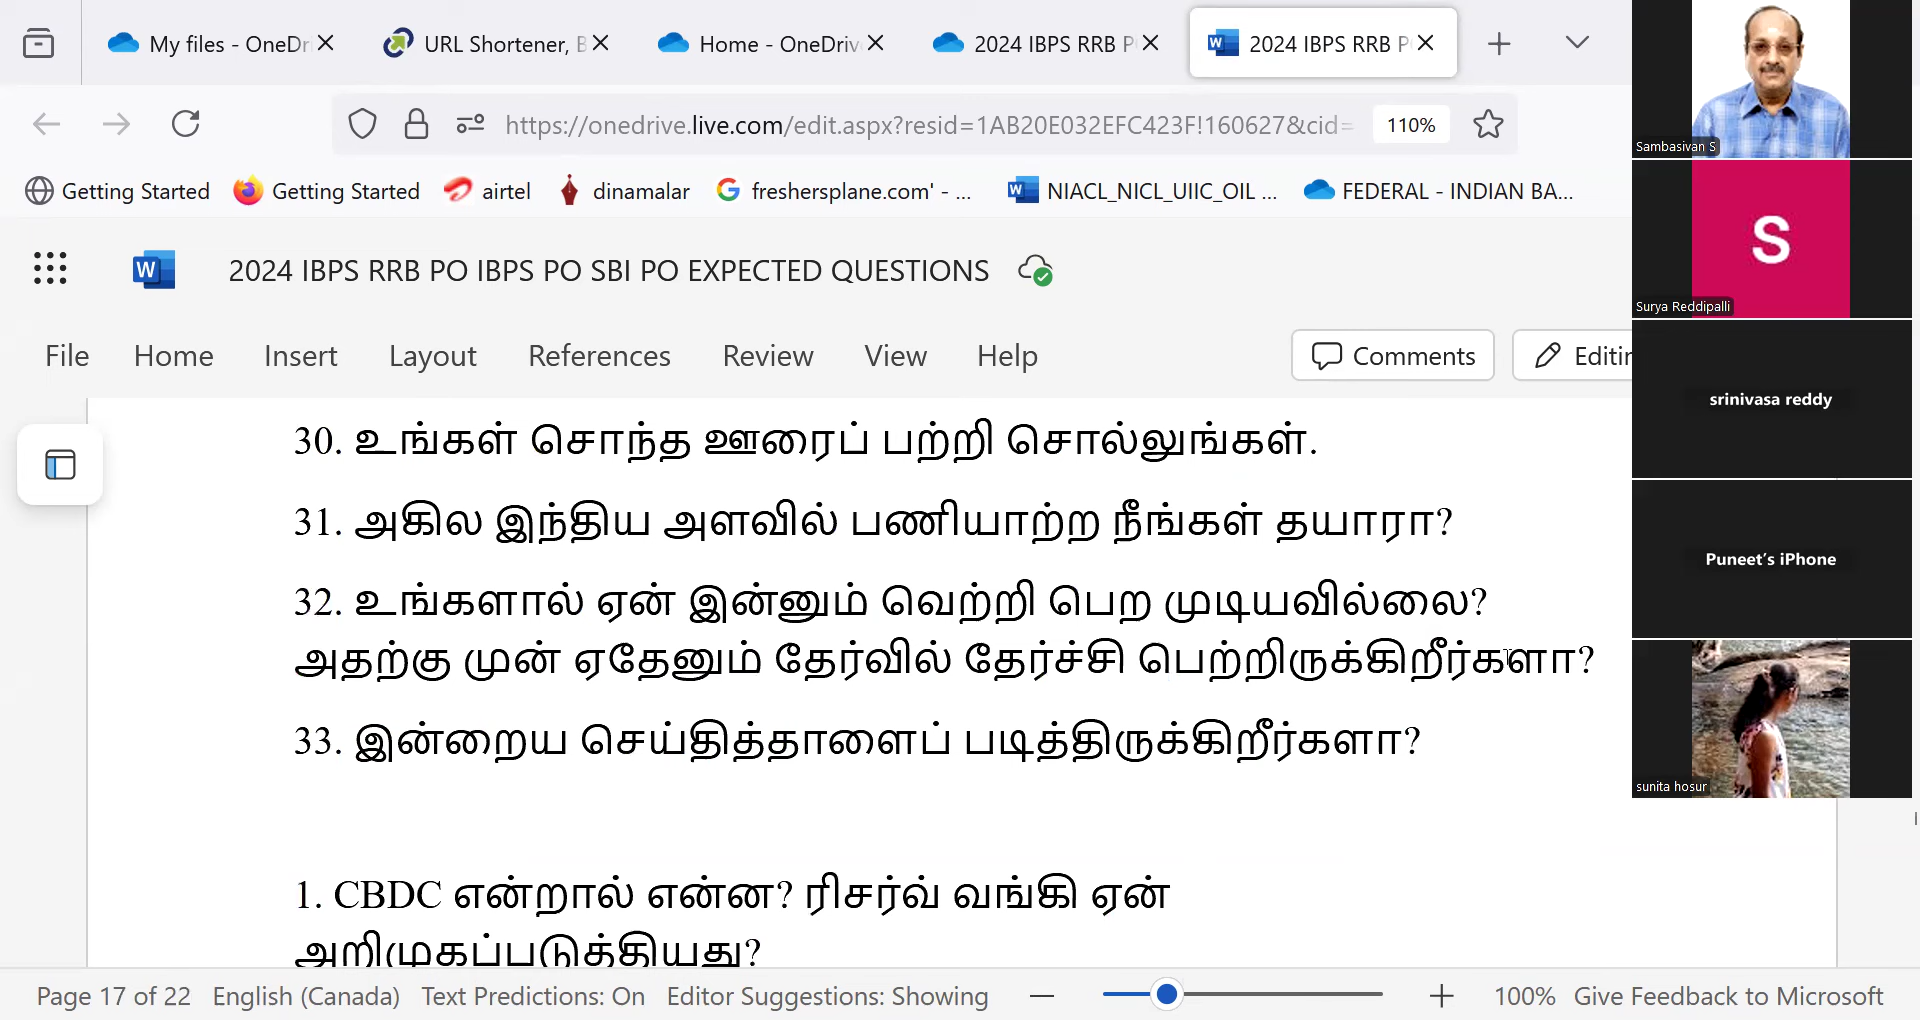 My files - OneDri
URL Shortener, B
Home - OneDrive
2024 IBPS RRB P
2024 IBPS RRB P
https://onedrive.live.com/edit.aspx?resid=1AB20E032EFC423F!160627&cid=
110%
Getting Started
Getting Started
airtel
dinamalar
freshersplane.com' - ...
NIACL_NICL_UIIC_OIL ...
FEDERAL - INDIAN BA...
W
2024 IBPS RRB PO IBPS PO SBI PO EXPECTED QUESTIONS
File
Home
Insert
Layout
References
Review
View
Help
Comments
Editin
30. உங்கள் சொந்த ஊரைப் பற்றி சொல்லுங்கள்.
31. அகில இந்திய அளவில் பணியாற்ற நீங்கள் தயாரா?
32. உங்களால் ஏன் இன்னும் வெற்றி பெற முடியவில்லை?
அதற்கு முன் ஏதேனும் தேர்வில் தேர்ச்சி பெற்றிருக்கிறீர்களா?
33. இன்றைய செய்தித்தாளைப் படித்திருக்கிறீர்களா?
1. CBDC என்றால் என்ன? ரிசர்வ் வங்கி ஏன்
அறிமுகப்படுத்தியது?
Page 17 of 22
English (Canada)
Text Predictions: On
Editor Suggestions: Showing
100%
Give Feedback to Microsoft
Sambasivan S
S
Surya Reddipalli
srinivasa reddy
Puneet's iPhone
sunita hosur